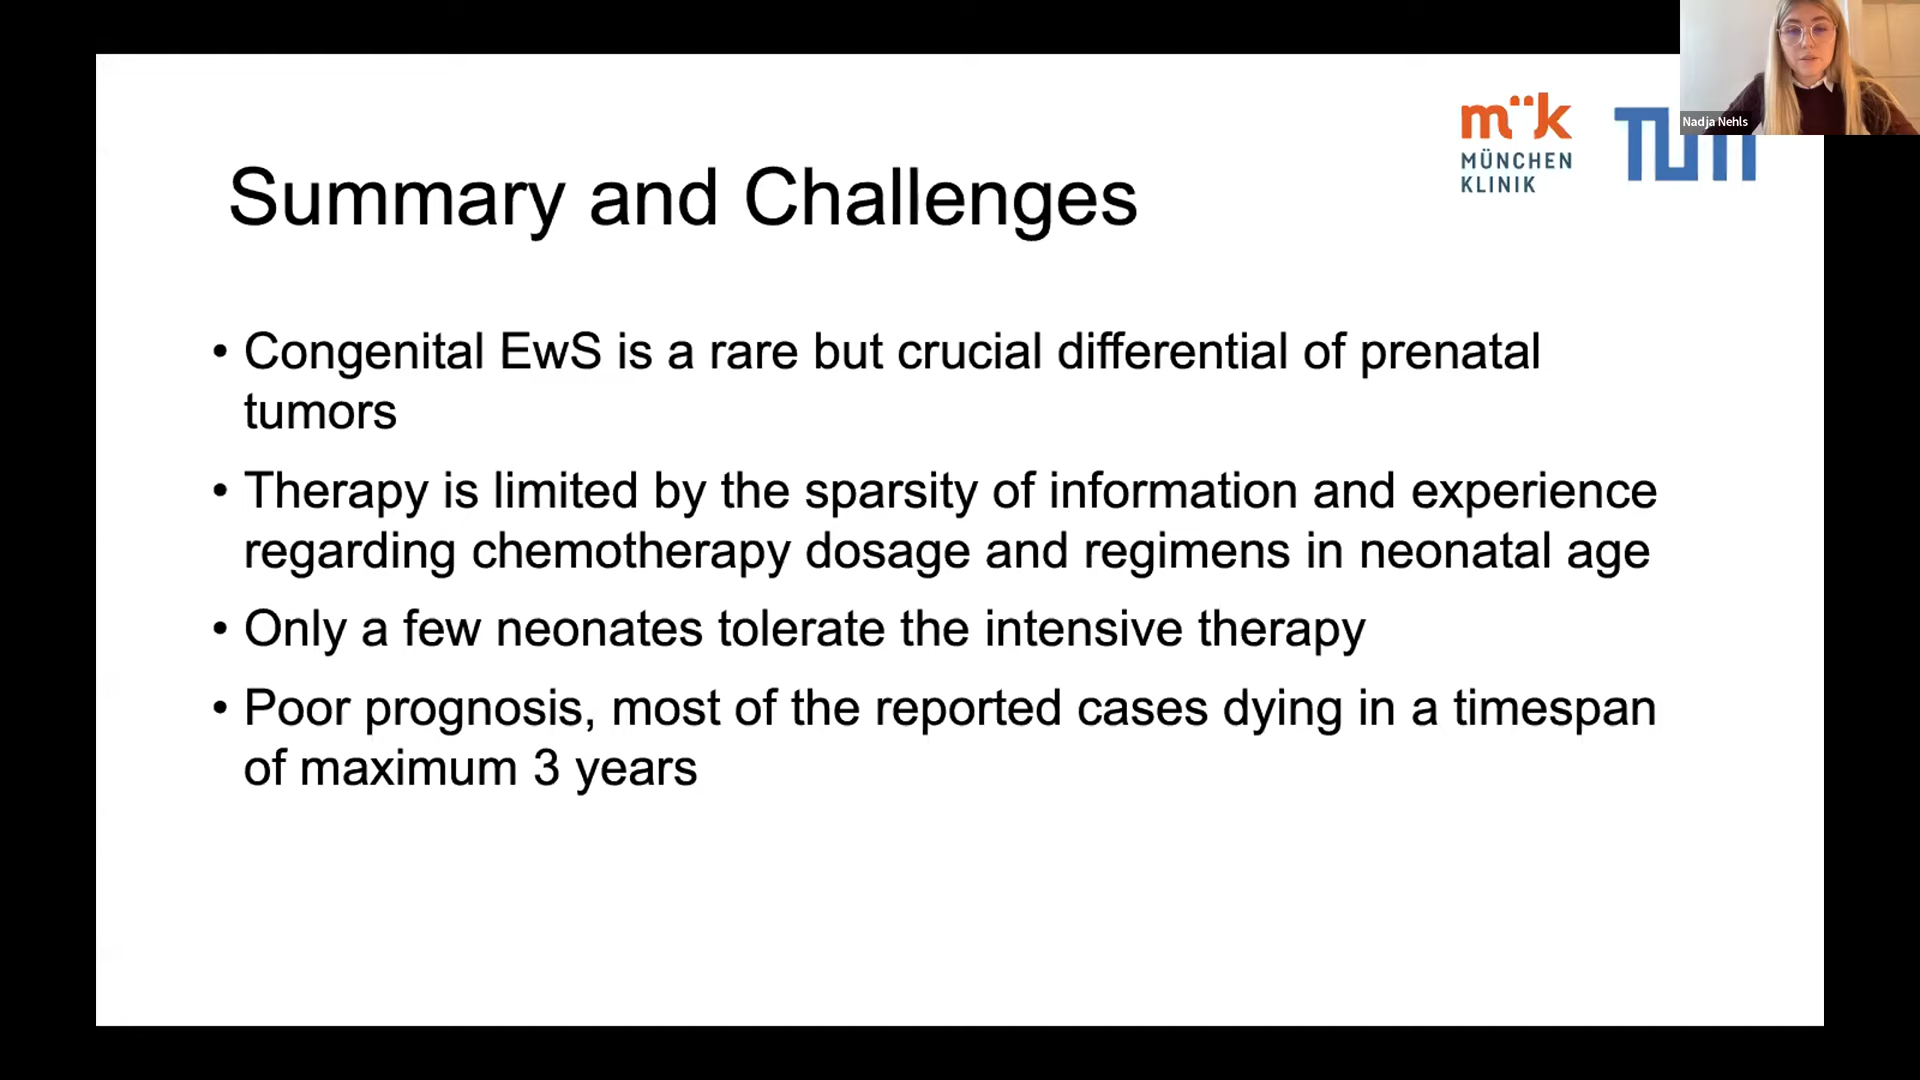 Nadja Nehls
mük
MÜNCHEN
KLINIK
TUM
Summary and Challenges
• Congenital EwS is a rare but crucial differential of prenatal
tumors
• Therapy is limited by the sparsity of information and experience
regarding chemotherapy dosage and regimens in neonatal age
• Only a few neonates tolerate the intensive therapy
• Poor prognosis, most of the reported cases dying in a timespan
of maximum 3 years